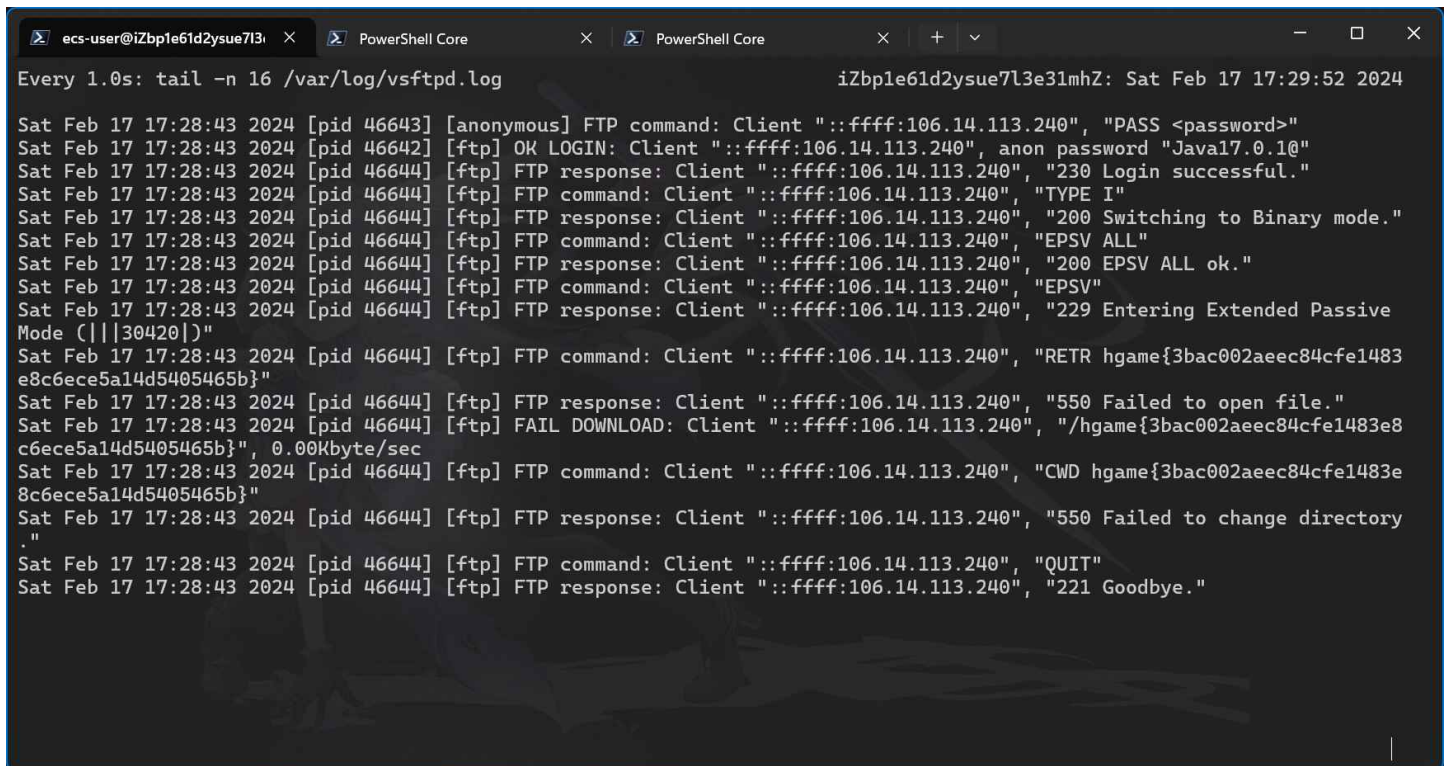 ecs-user@iZbp1e61d2ysue7l3 PowerShell Core PowerShell Core
Every 1.0s: tail -n 16 /var/log/vsftpd.log iZbp1e61d2ysue7l3e31mhZ: Sat Feb 17 17:29:52 2024
Sat Feb 17 17:28:43 2024 [pid 46643] [anonymous] FTP command: Client "::ffff:106.14.113.240", "PASS <password>"
Sat Feb 17 17:28:43 2024 [pid 46642] [ftp] OK LOGIN: Client "::ffff:106.14.113.240", anon password "Java17.0.1@"
Sat Feb 17 17:28:43 2024 [pid 46644] [ftp] FTP response: Client "::ffff:106.14.113.240", "230 Login successful."
Sat Feb 17 17:28:43 2024 [pid 46644] [ftp] FTP command: Client "::ffff:106.14.113.240", "TYPE I"
Sat Feb 17 17:28:43 2024 [pid 46644] [ftp] FTP response: Client "::ffff:106.14.113.240", "200 Switching to Binary mode."
Sat Feb 17 17:28:43 2024 [pid 46644] [ftp] FTP command: Client "::ffff:106.14.113.240", "EPSV ALL"
Sat Feb 17 17:28:43 2024 [pid 46644] [ftp] FTP response: Client "::ffff:106.14.113.240", "200 EPSV ALL ok."
Sat Feb 17 17:28:43 2024 [pid 46644] [ftp] FTP command: Client "::ffff:106.14.113.240", "EPSV"
Sat Feb 17 17:28:43 2024 [pid 46644] [ftp] FTP response: Client "::ffff:106.14.113.240", "229 Entering Extended Passive
Mode (|||30420|)"
Sat Feb 17 17:28:43 2024 [pid 46644] [ftp] FTP command: Client "::ffff:106.14.113.240", "RETR hgame{3bac002aeec84cfe1483
e8c6ece5a14d5405465b}"
Sat Feb 17 17:28:43 2024 [pid 46644] [ftp] FTP response: Client "::ffff:106.14.113.240", "550 Failed to open file."
Sat Feb 17 17:28:43 2024 [pid 46644] [ftp] FAIL DOWNLOAD: Client "::ffff:106.14.113.240", "/hgame{3bac002aeec84cfe1483e8
c6ece5a14d5405465b}", 0.00Kbyte/sec
Sat Feb 17 17:28:43 2024 [pid 46644] [ftp] FTP command: Client "::ffff:106.14.113.240", "CWD hgame{3bac002aeec84cfe1483e
8c6ece5a14d5405465b}"
Sat Feb 17 17:28:43 2024 [pid 46644] [ftp] FTP response: Client "::ffff:106.14.113.240", "550 Failed to change directory
."
Sat Feb 17 17:28:43 2024 [pid 46644] [ftp] FTP command: Client "::ffff:106.14.113.240", "QUIT"
Sat Feb 17 17:28:43 2024 [pid 46644] [ftp] FTP response: Client "::ffff:106.14.113.240", "221 Goodbye."